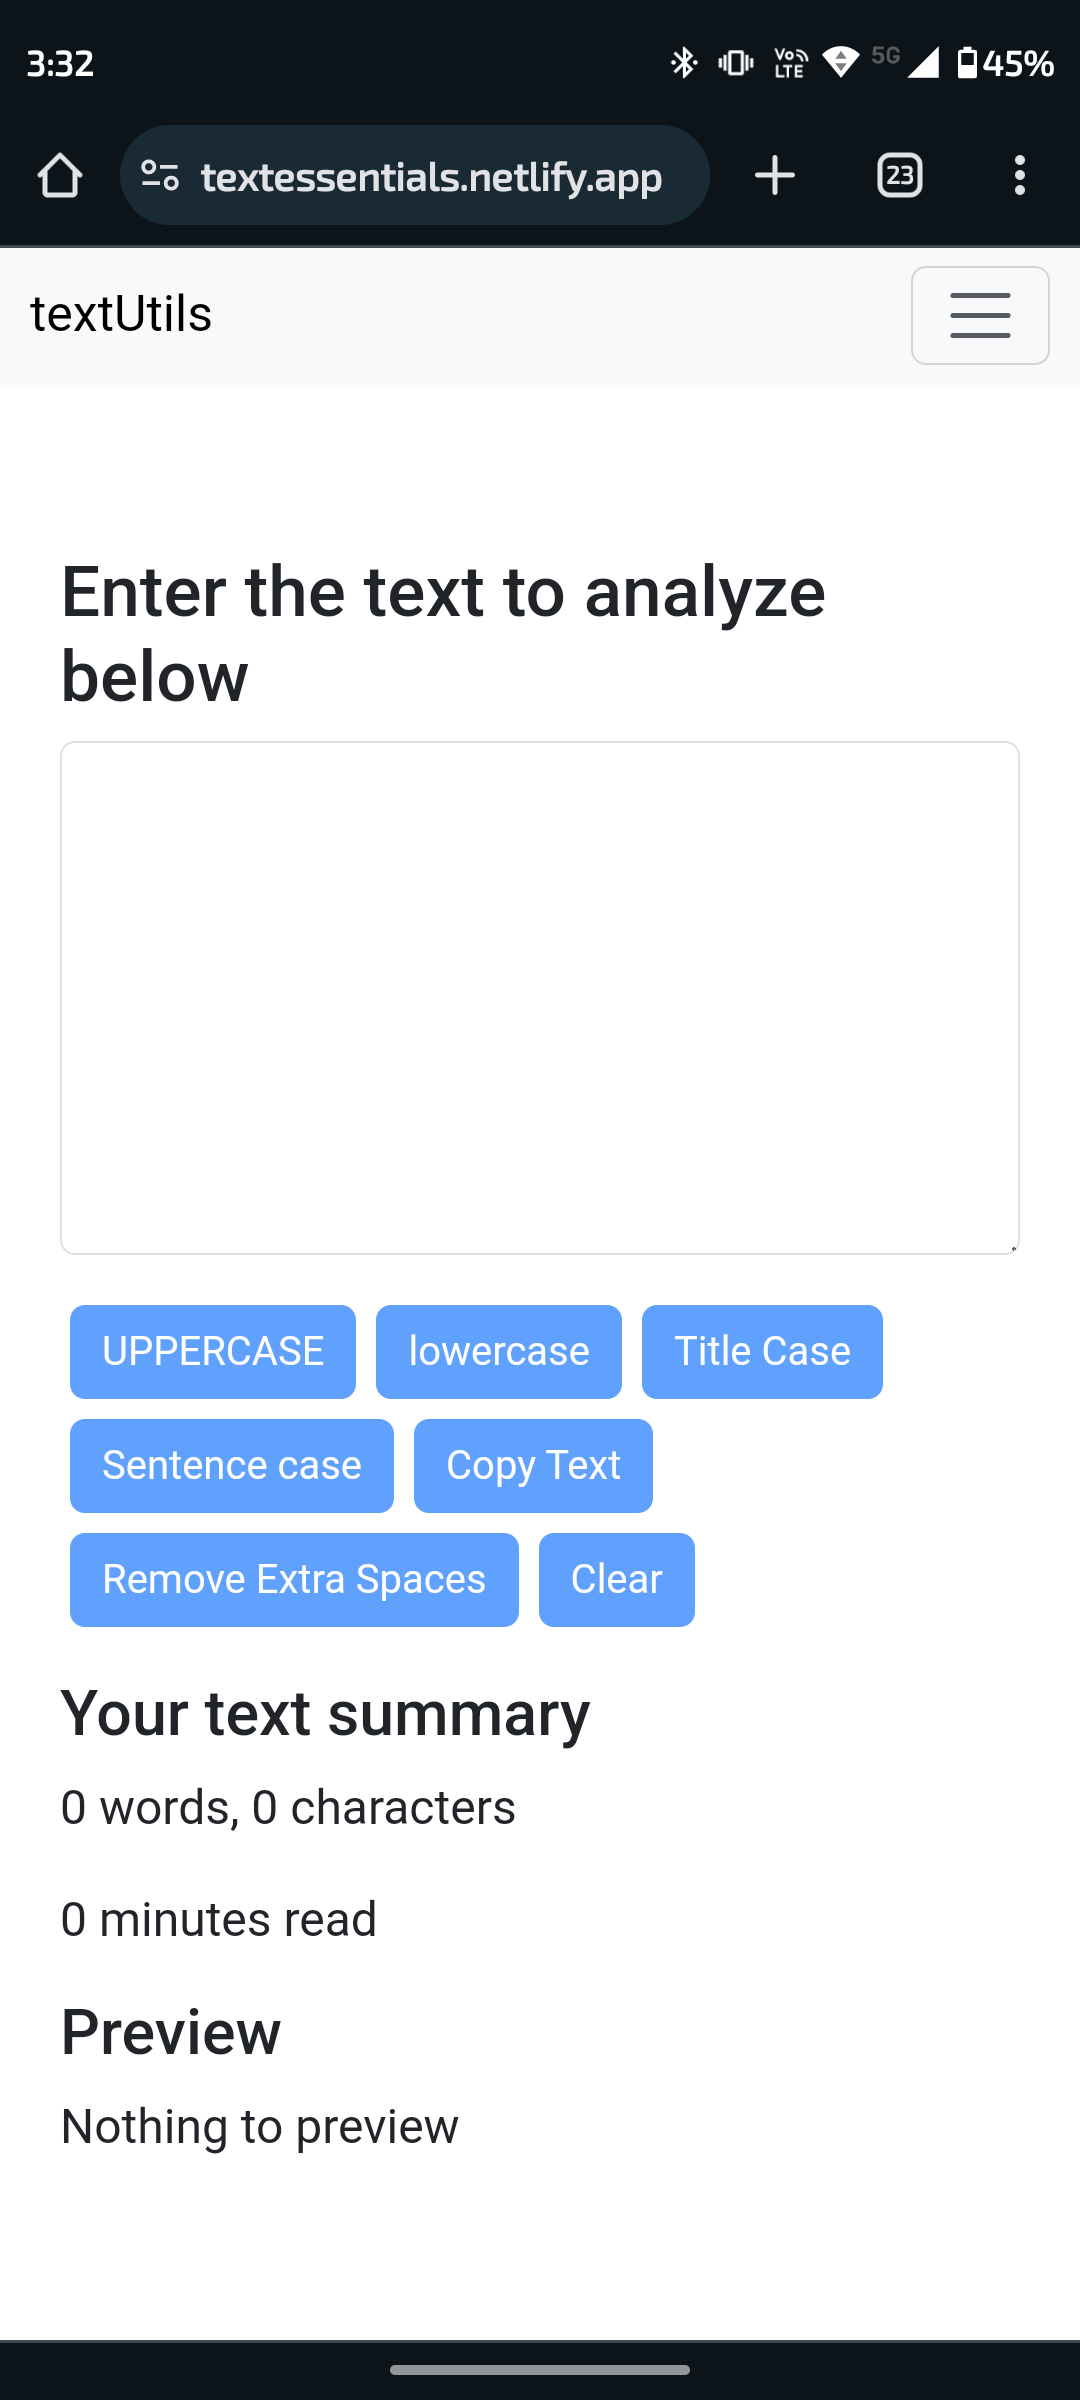 3:32 Vo LTE 5G 45%
textessentials.netlify.app 23
textUtils
Enter the text to analyze
below
UPPERCASE lowercase Title Case
Sentence case Copy Text
Remove Extra Spaces Clear
Your text summary
0 words, 0 characters
0 minutes read
Preview
Nothing to preview